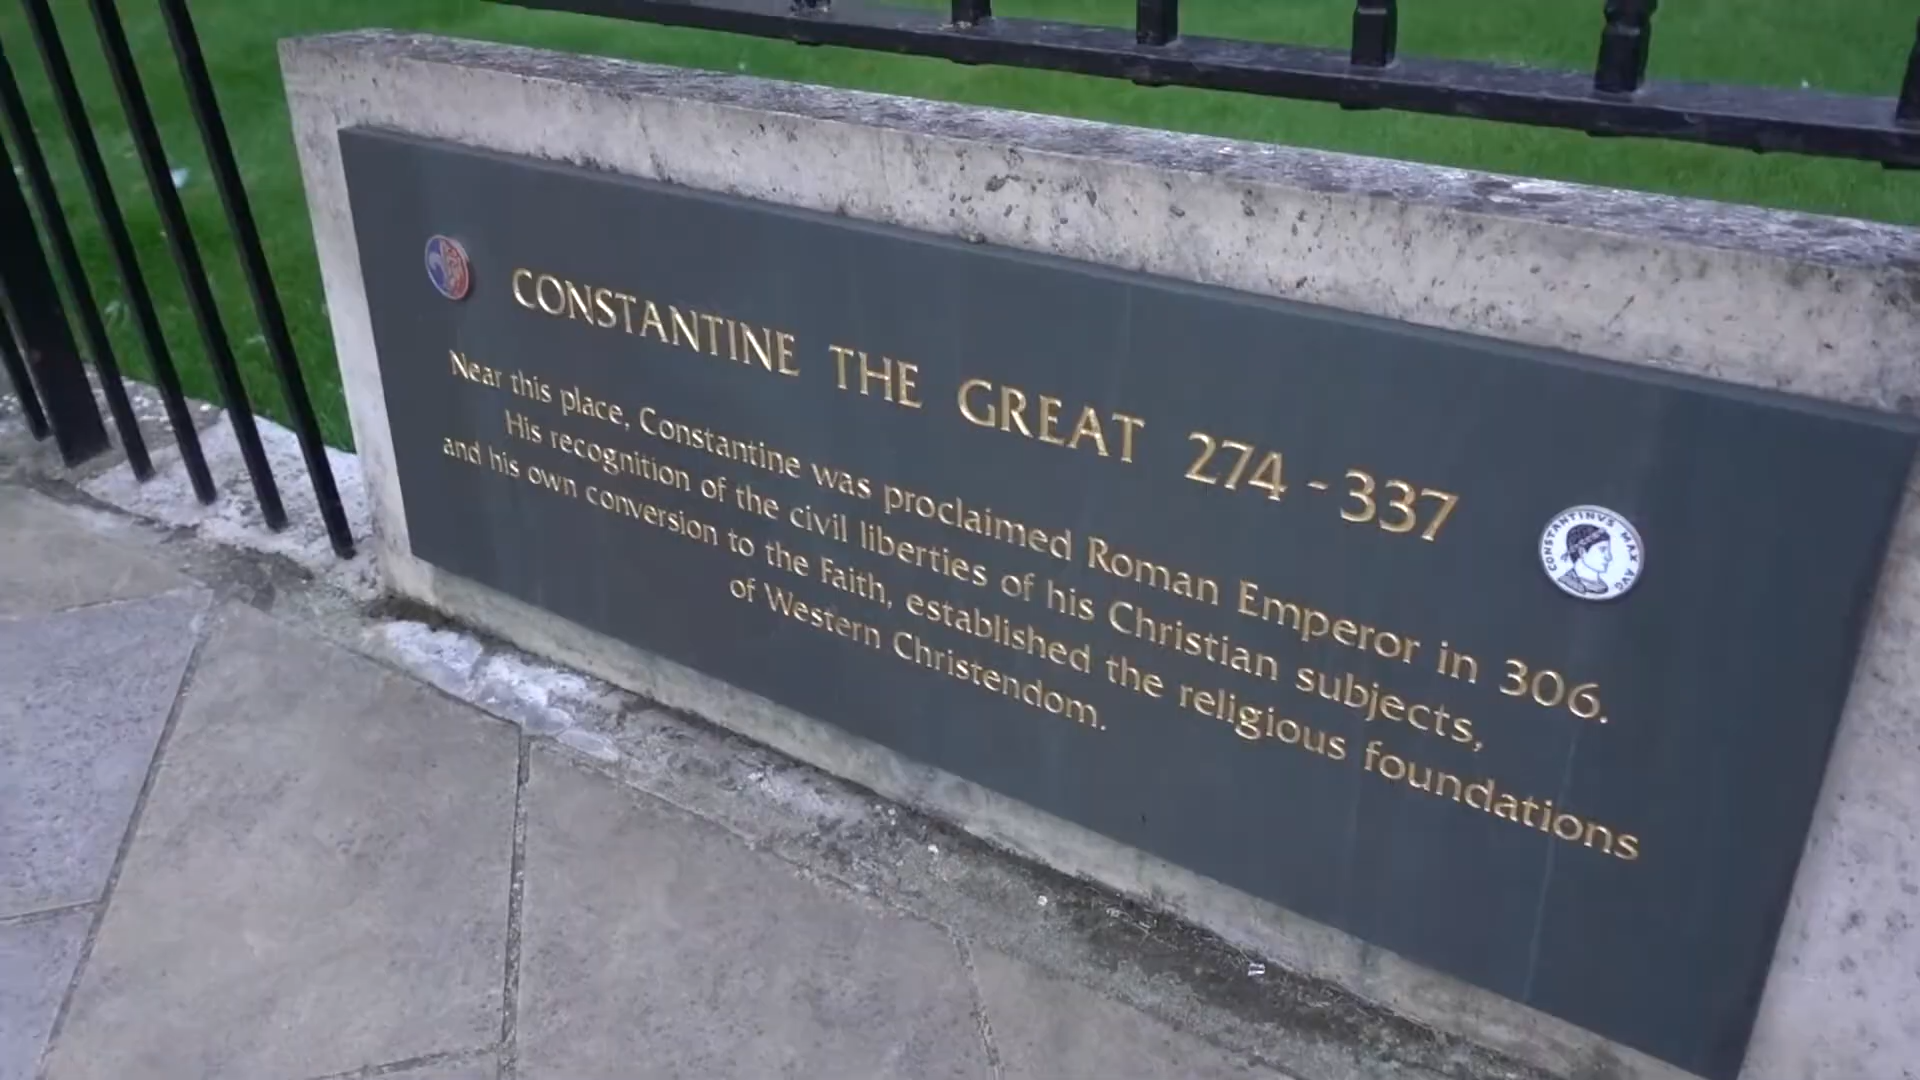 CONSTANTINE THE GREAT 274 - 337
Near this place, Constantine was proclaimed Roman Emperor in 306.
His recognition of the civil liberties of his Christian subjects,
and his own conversion to the Faith, established the religious foundations
of Western Christendom.
CONSTANTINVS MAX AVG